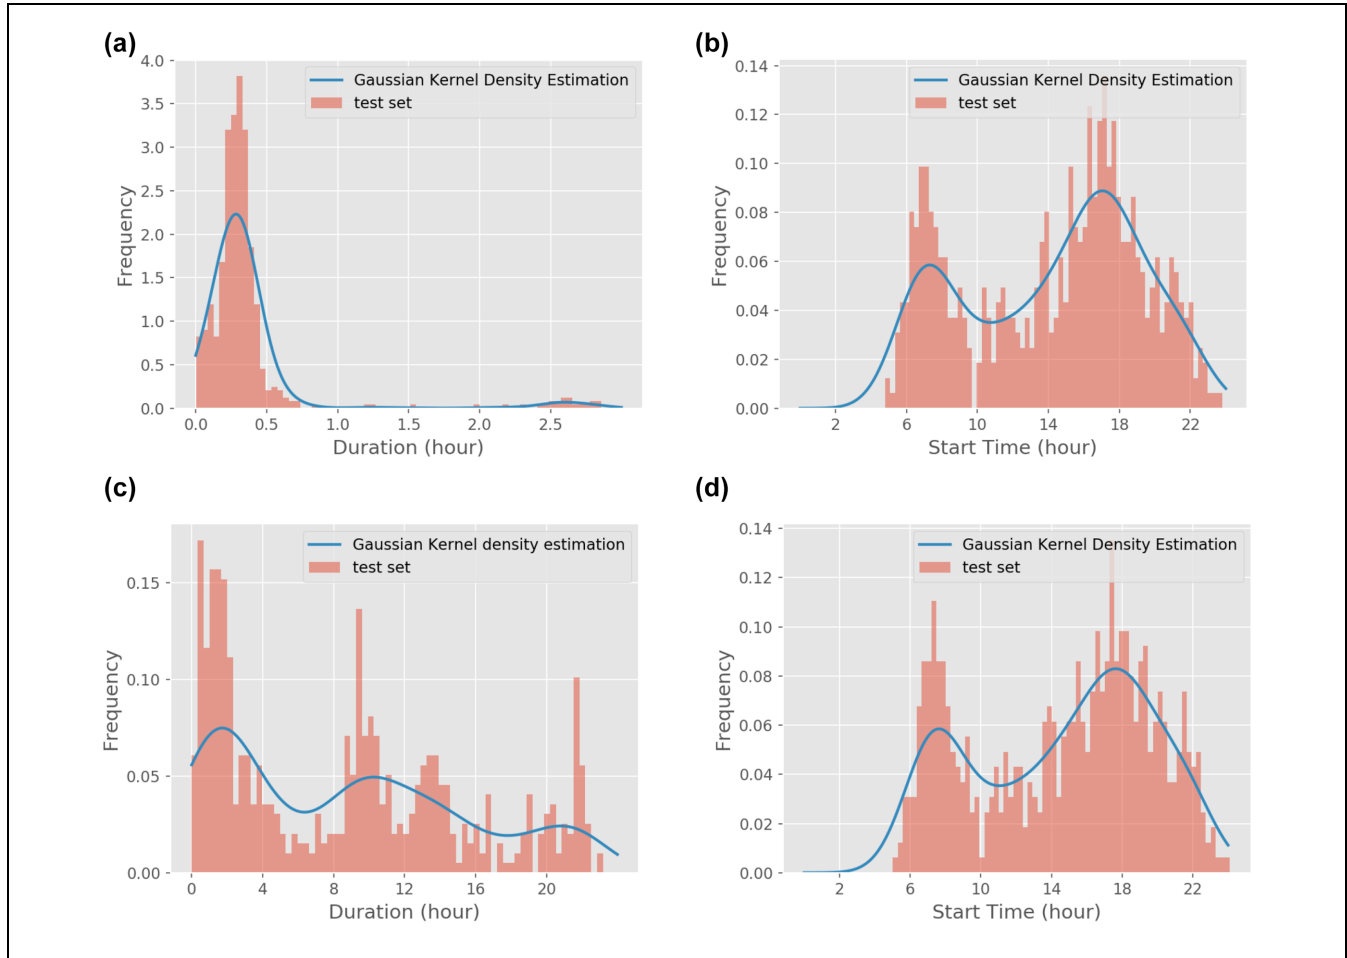 (a)
Gaussian Kernel Density Estimation
test set
4.0
3.5
3.0
2.5
2.0
1.5
1.0
0.5
0.0
Frequency
0.0 0.5 1.0 1.5 2.0 2.5
Duration (hour)
(b)
Gaussian Kernel Density Estimation
test set
0.14
0.12
0.10
0.08
0.06
0.04
0.02
0.00
Frequency
2 6 10 14 18 22
Start Time (hour)
(c)
Gaussian Kernel density estimation
test set
0.15
0.10
0.05
0.00
Frequency
0 4 8 12 16 20
Duration (hour)
(d)
Gaussian Kernel Density Estimation
test set
0.14
0.12
0.10
0.08
0.06
0.04
0.02
0.00
Frequency
2 6 10 14 18 22
Start Time (hour)